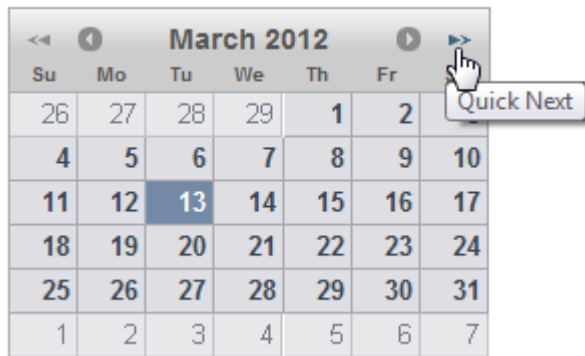 March 2012
Su Mo Tu We Th Fr
Quick Next
26 27 28 29 1 2
4 5 6 7 8 9 10
11 12 13 14 15 16 17
18 19 20 21 22 23 24
25 26 27 28 29 30 31
1 2 3 4 5 6 7